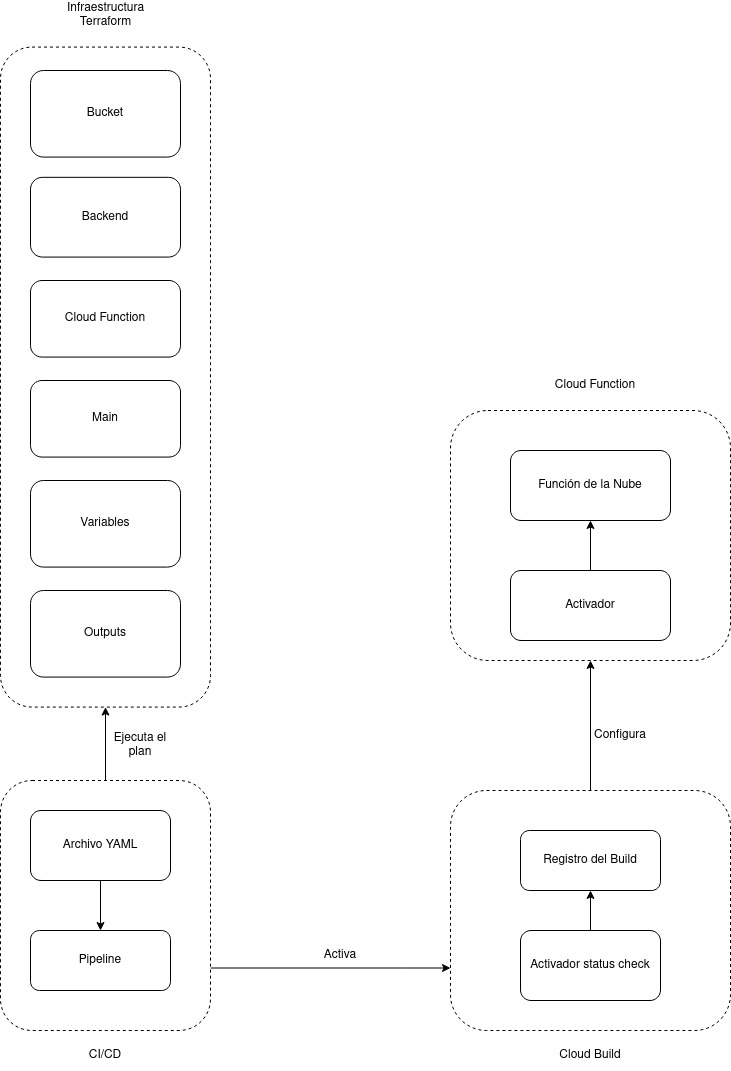 Infraestructura
Terraform
Bucket
Backend
Cloud Function
Main
Variables
Outputs
Ejecuta el
plan
Archivo YAML
Pipeline
CI/CD
Activa
Cloud Function
Función de la Nube
Activador
Configura
Registro del Build
Activador status check
Cloud Build